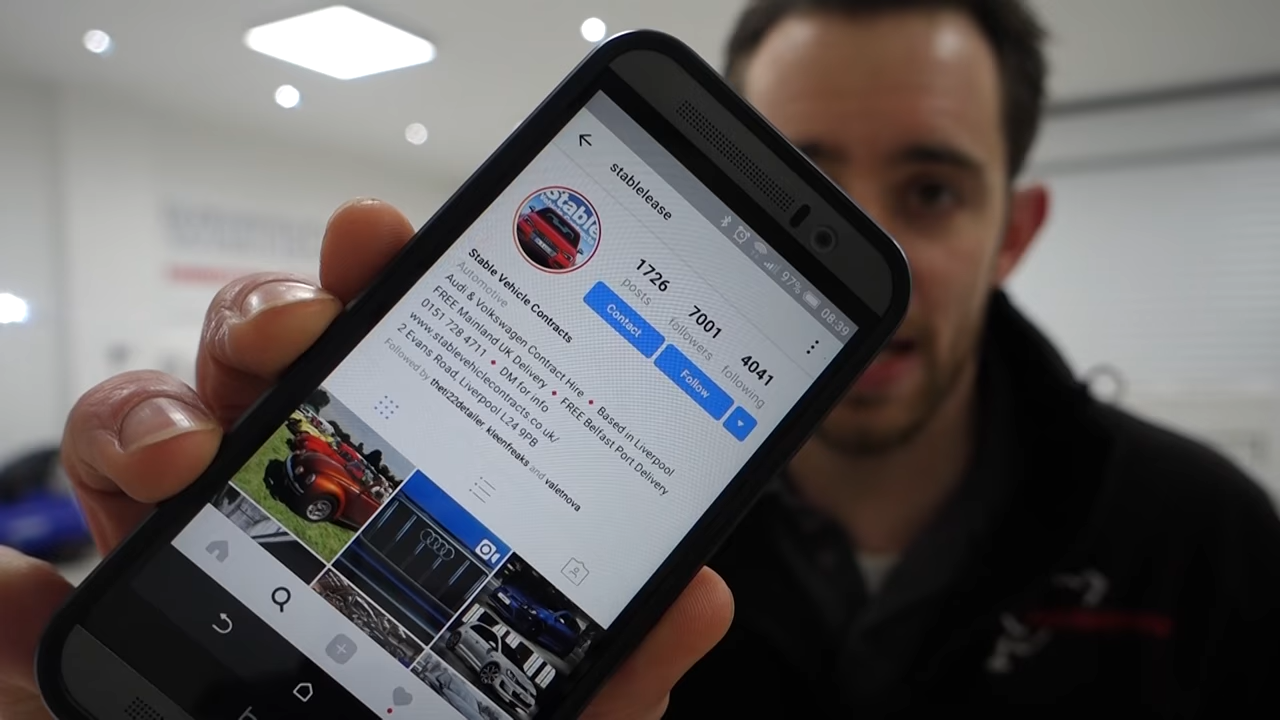 97% 08:39
stablelease
Stable
1726 7001 4041
posts followers following
Contact Follow
Stable Vehicle Contracts
Automotive
Audi & Volkswagen Contract Hire • Based in Liverpool
FREE Mainland UK Delivery • FREE Belfast Port Delivery
0151 728 4711 • DM for info
www.stablevehiclecontracts.co.uk/
2 Evans Road, Liverpool L24 9PB
Followed by thetr22detailer, kleenfreaks and valetnova